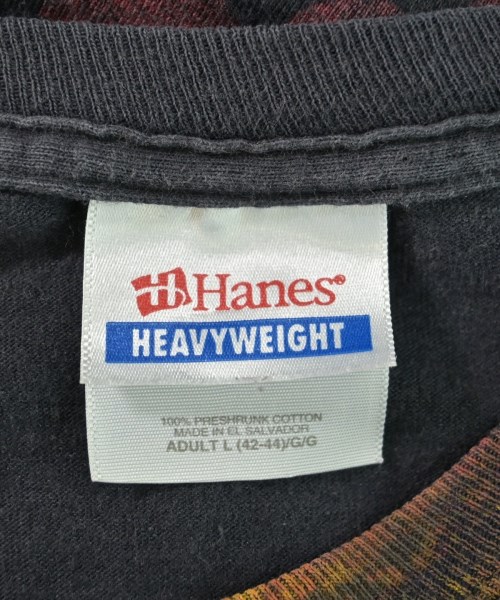 Hanes®
HEAVYWEIGHT
100% PRESHRUNK COTTON
MADE IN EL SALVADOR
ADULT L (42-44)/G/G